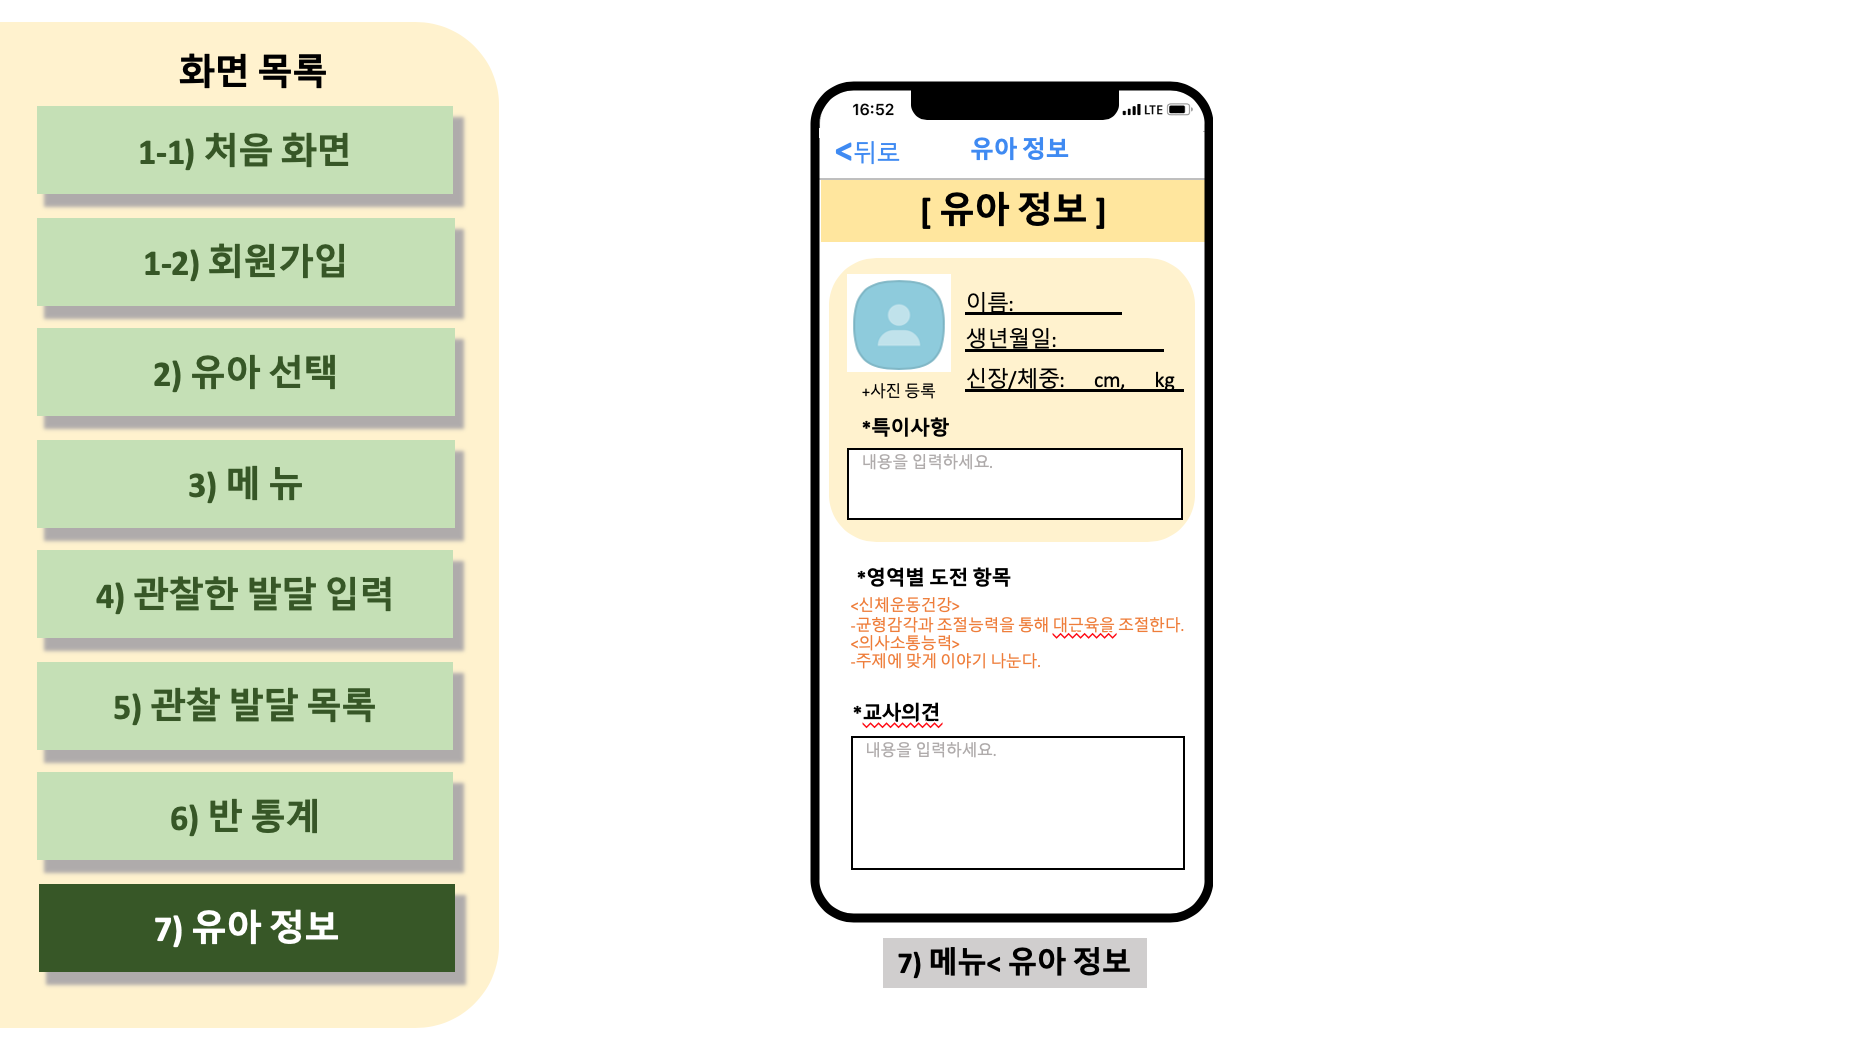 화면 목록
1-1) 처음 화면
1-2) 회원가입
2) 유아 선택
3) 메 뉴
4) 관찰한 발달 입력
5) 관찰 발달 목록
6) 반 통계
7) 유아 정보
16:52 LTE
<뒤로 유아 정보
[ 유아 정보 ]
이름:
생년월일:
신장/체중: cm, kg
+사진 등록
*특이사항
내용을 입력하세요.
*영역별 도전 항목
<신체운동건강>
-균형감각과 조절능력을 통해 대근육을 조절한다.
<의사소통능력>
-주제에 맞게 이야기 나눈다.
*교사의견
내용을 입력하세요.
7) 메뉴< 유아 정보